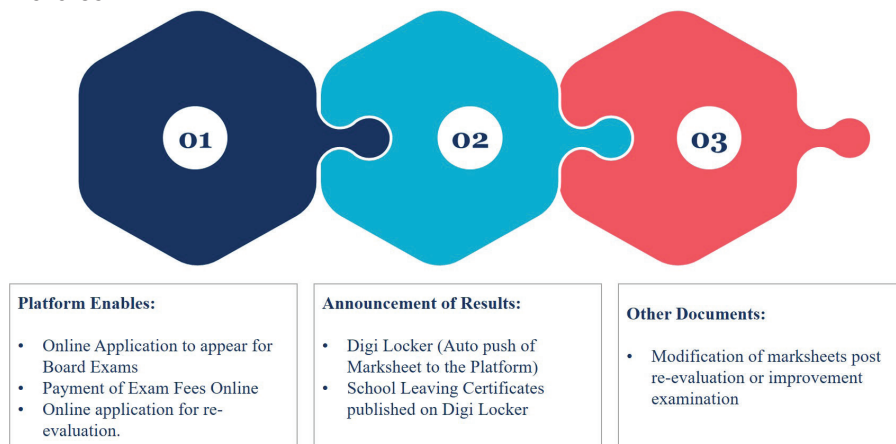 01
02
03
Platform Enables:
• Online Application to appear for
Board Exams
• Payment of Exam Fees Online
• Online application for re-
evaluation.
Announcement of Results:
• Digi Locker (Auto push of
Marksheet to the Platform)
• School Leaving Certificates
published on Digi Locker
Other Documents:
• Modification of marksheets post
re-evaluation or improvement
examination